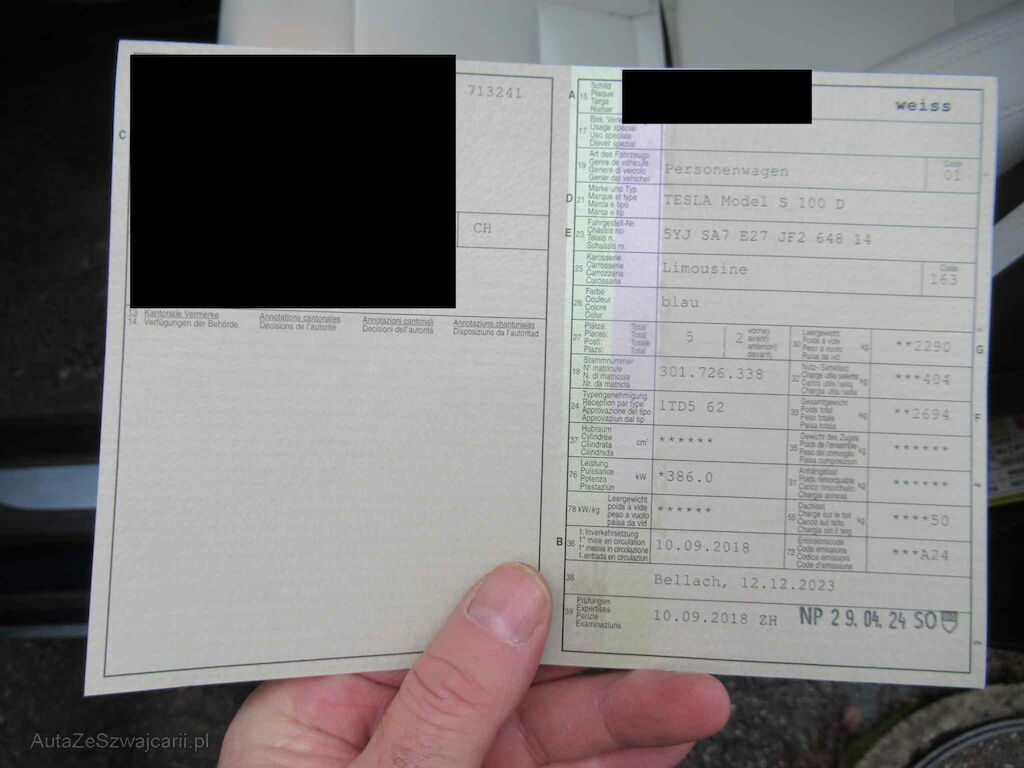 713241
C
CH
13 Kantonale Vermerke Annotations cantonales Annotazioni cantonali Annotaziuns chantunalas
14 Verfügungen der Behörde Décisions de l'autorité Decisioni dell'autorità Disposiziuns da l'autoritad
A 15 Schild
Plaque
Targa
Numer
weiss
17 Bes.
Usage spécial
Uso speciale
Diever spezial
19 Art des Fahrzeugs
Genre de véhicule
Genere di veicolo
Gener dal vehichel
Personenwagen
Code
01
D 21 Marke und Typ
Marque et type
Marca e tipo
Marca e tip
TESLA Model S 100 D
E 23 Fahrgestell-Nr.
Châssis no
Telaio n.
Schassis nr.
5YJ SA7 E27 JF2 648 14
25 Karosserie
Carrosserie
Carrozzeria
Carossaria
Limousine
Code
163
26 Farbe
Couleur
Colore
Colur
blau
27 Plätze: Total
Places: Total
Posti: Totale
Plazs: Total
5
2 vorne)
avant)
anteriori)
davant)
30 Leergewicht
Poids à vide
Peso a vuoto
Paisa da vid
kg
**2290
G
18 Stammnummer
N° matricule
N. di matricola
Nr. da matricla
301.726.338
32 Nutz-/Sattellast
Charge utile/sellette
Carico utile/sella
Chargia utila/sella
kg
***404
24 Typengenehmigung
Réception par type
Approvazione del tipo
Approvaziun dal tip
1TD5 62
33 Gesamtgewicht
Poids total
Peso totale
Paisa totala
kg
**2694
F
37 Hubraum
Cylindrée
Cilindrata
Cilindrada
cm³
******
35 Gewicht des Zuges
Poids de l'ensemble
Peso del convoglio
Paisa cumposiziun
kg
******
76 Leistung
Puissance
Potenza
Prestaziun
kW
*386.0
31 Anhängelast
Poids remorquable
Carico rimorchiato
Chargia annexa
kg
******
78 kW/kg Leergewicht
poids à vide
peso a vuoto
paisa da vid
******
55 Dachlast
Charge sur le toit
Carico sul tetto
Chargia sin il tetg
kg
****50
B 36 1. Inverkehrsetzung
1re mise en circulation
1a messa in circolazione
1. entrada en circulaziun
10.09.2018
72 Emissionscode
Code émissions
Codice emissioni
Code d'emissiuns
***A24
38
Bellach, 12.12.2023
39 Prüfungen
Expertises
Perizie
Examinaziuns
10.09.2018 ZH NP 29.04.24 SO
AutaZeSzwajcarii.pl